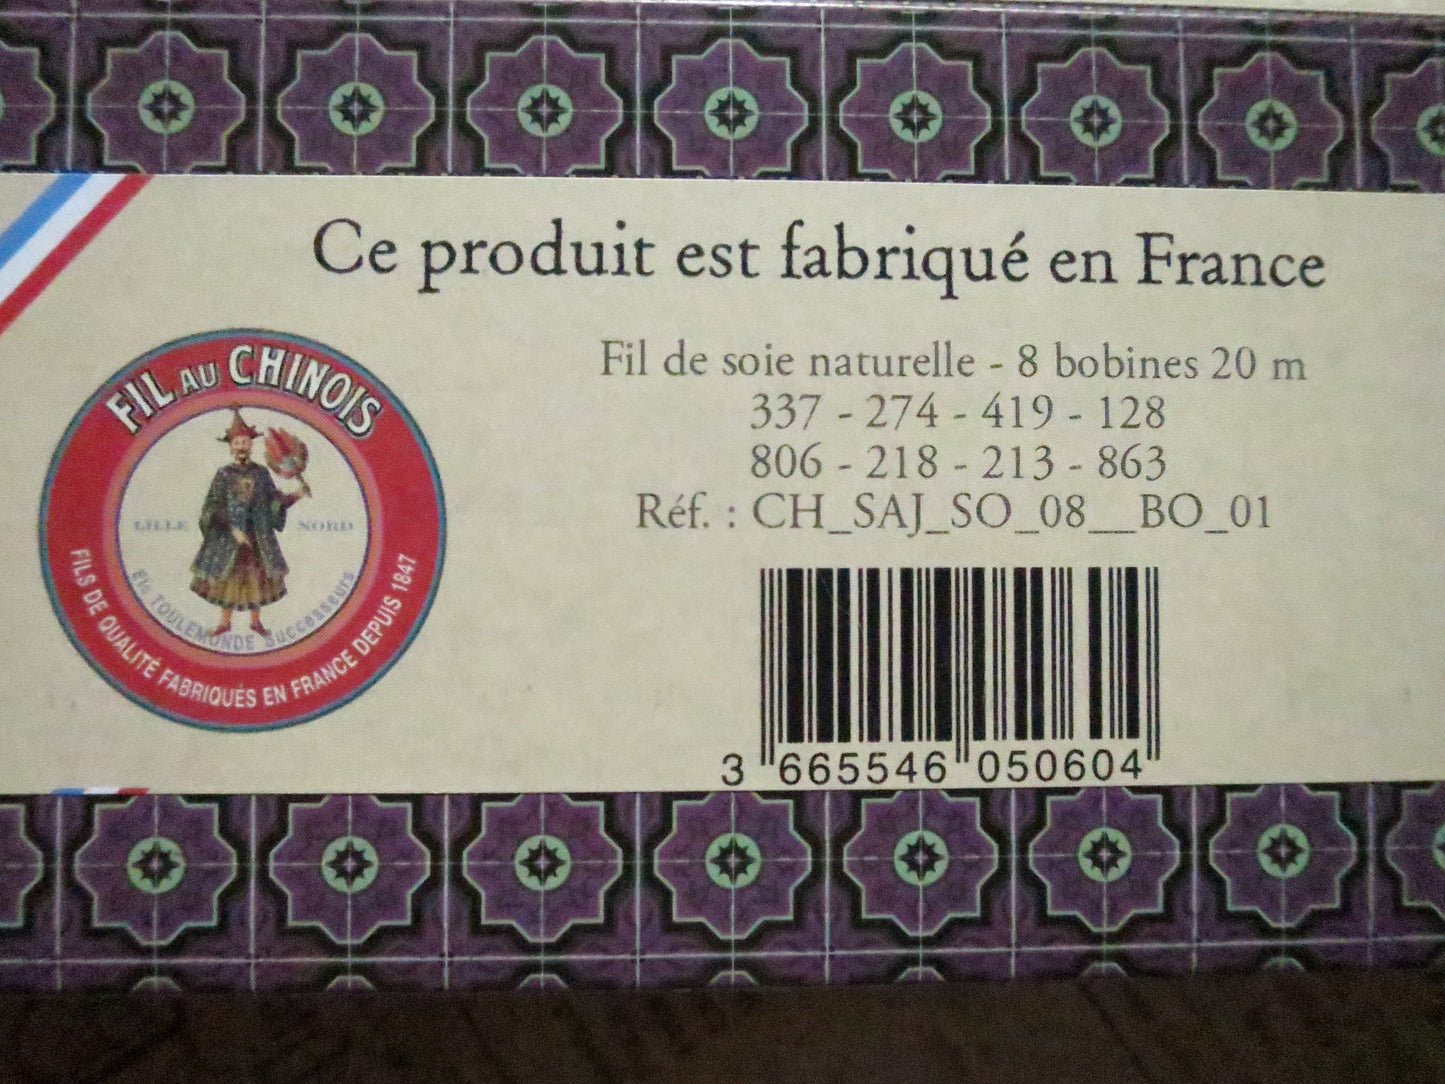 Ce produit est fabriqué en France
FIL AU CHINOIS
LILLE NORD
Ets TOULEMONDE Successeurs
FILS DE QUALITÉ FABRIQUÉS EN FRANCE DEPUIS 1847
Fil de soie naturelle - 8 bobines 20 m
337 - 274 - 419 - 128
806 - 218 - 213 - 863
Réf. : CH_SAJ_SO_08__BO_01
3 665546 050604